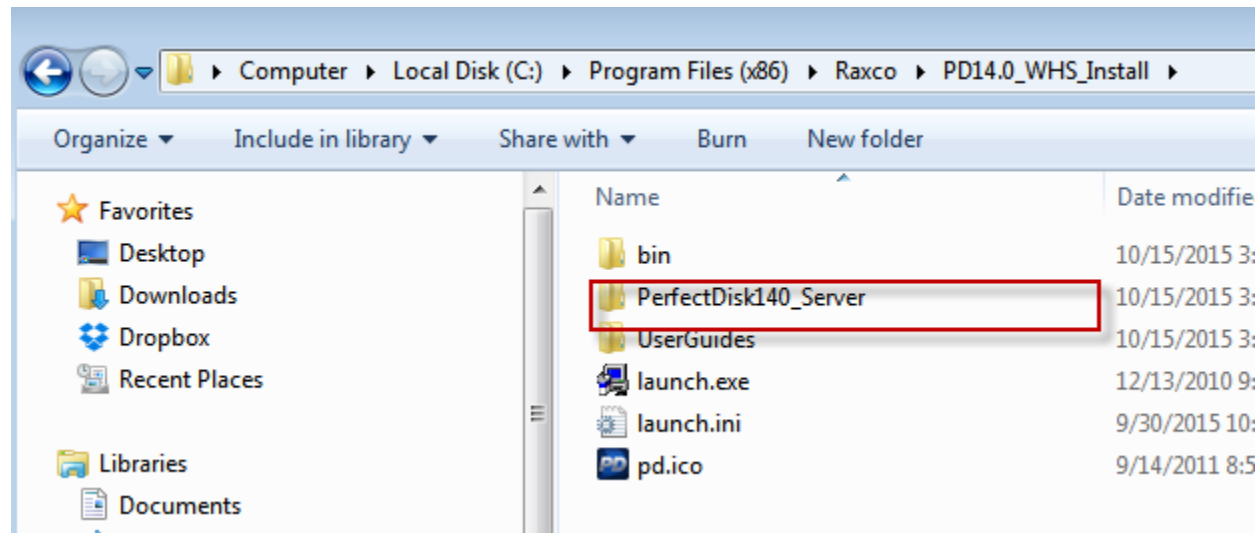 Computer Local Disk (C:) Program Files (x86) Raxco PD14.0_WHS_Install
Organize Include in library Share with Burn New folder
Favorites
Desktop
Downloads
Dropbox
Recent Places
Libraries
Documents
Name Date modifie
bin 10/15/2015 3:
PerfectDisk140_Server 10/15/2015 3:
UserGuides 10/15/2015 3:
launch.exe 12/13/2010 9:
launch.ini 9/30/2015 10:
PD pd.ico 9/14/2011 8:5